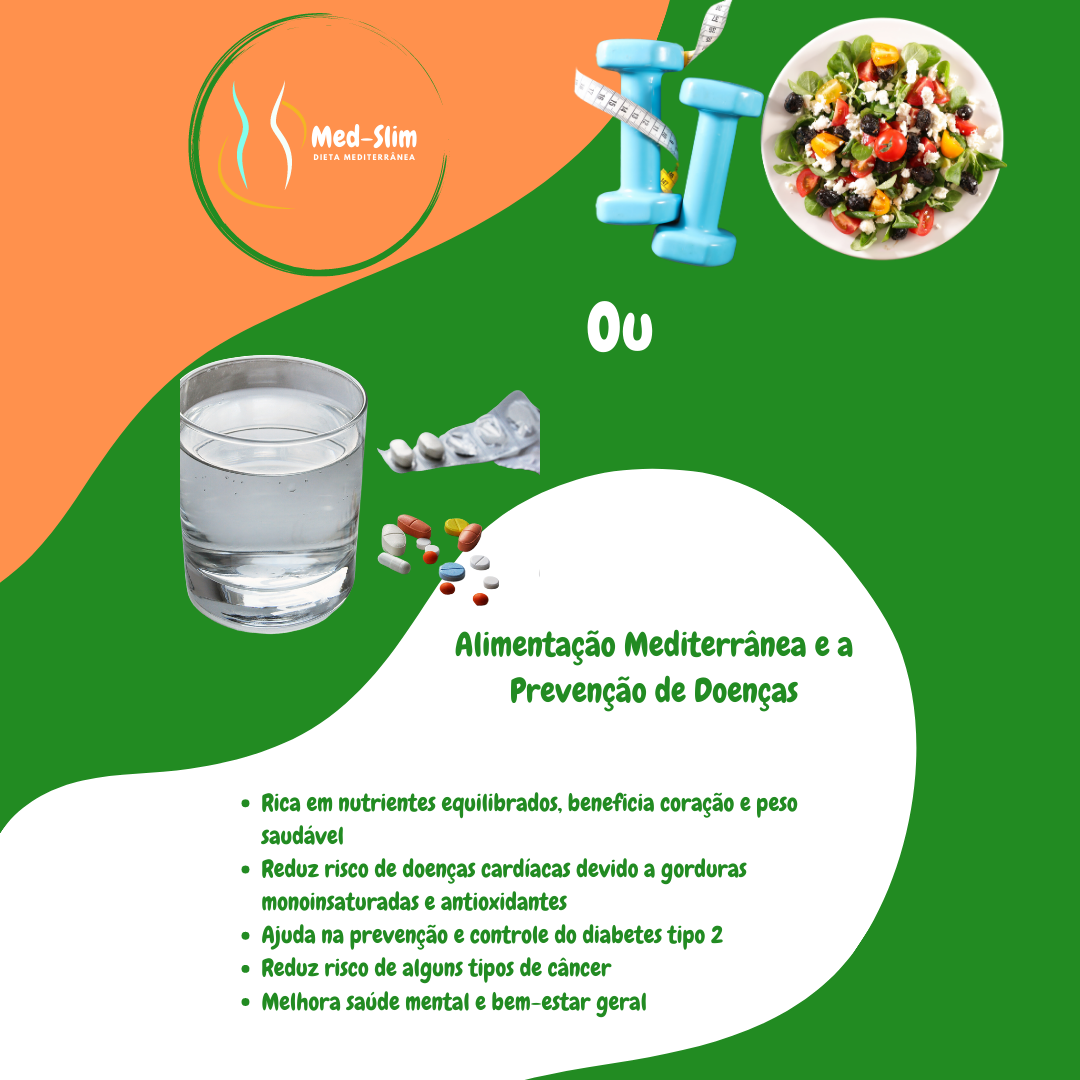 Med-Slim
DIETA MEDITERRÂNEA
Ou
Alimentação Mediterrânea e a
Prevenção de Doenças
• Rica em nutrientes equilibrados, beneficia coração e peso
saudável
• Reduz risco de doenças cardíacas devido a gorduras
monoinsaturadas e antioxidantes
• Ajuda na prevenção e controle do diabetes tipo 2
• Reduz risco de alguns tipos de câncer
• Melhora saúde mental e bem-estar geral